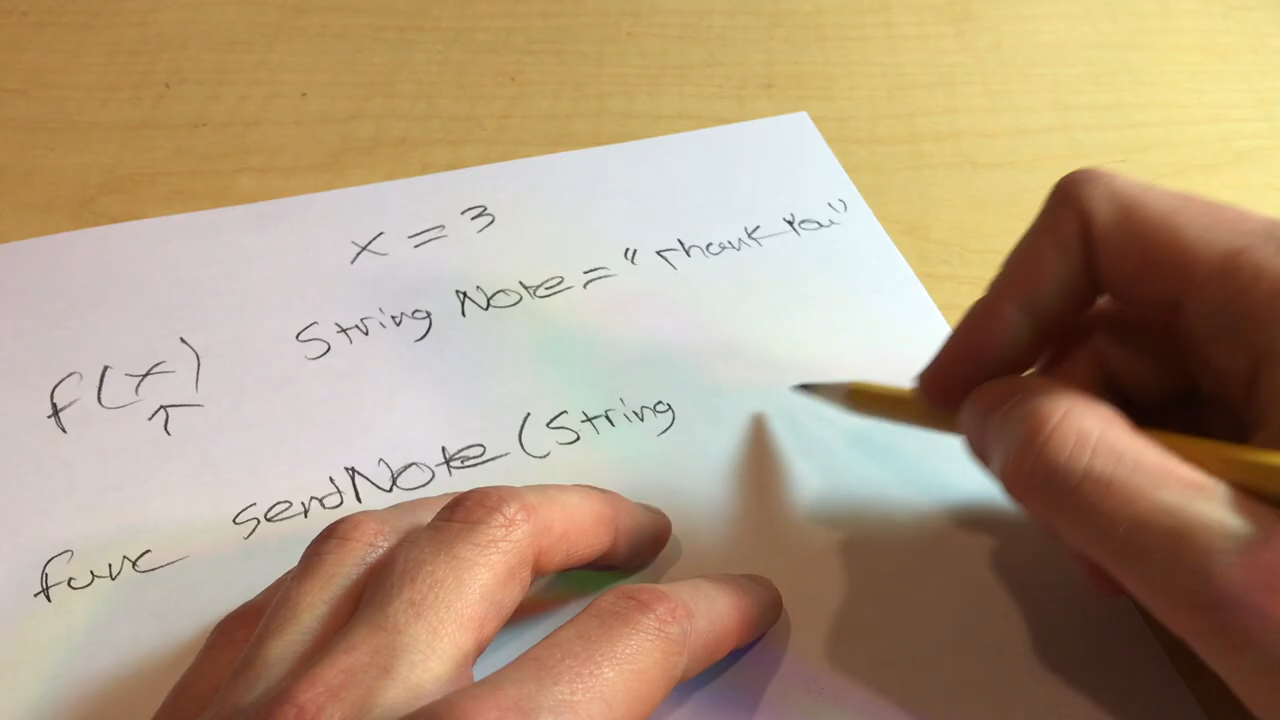 x = 3
String Note = "Thank You"
f(x)
↑
func sendNote(String